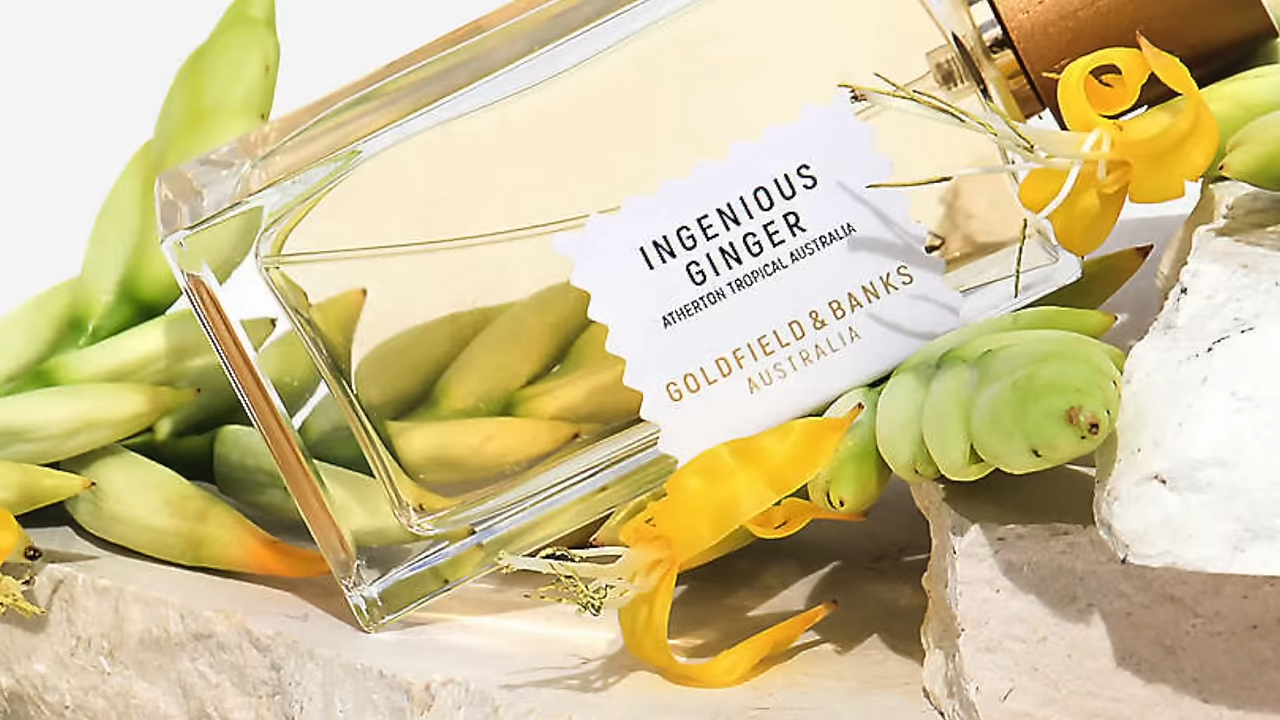 INGENIOUS
GINGER
ATHERTON TROPICAL AUSTRALIA
GOLDFIELD & BANKS
AUSTRALIA